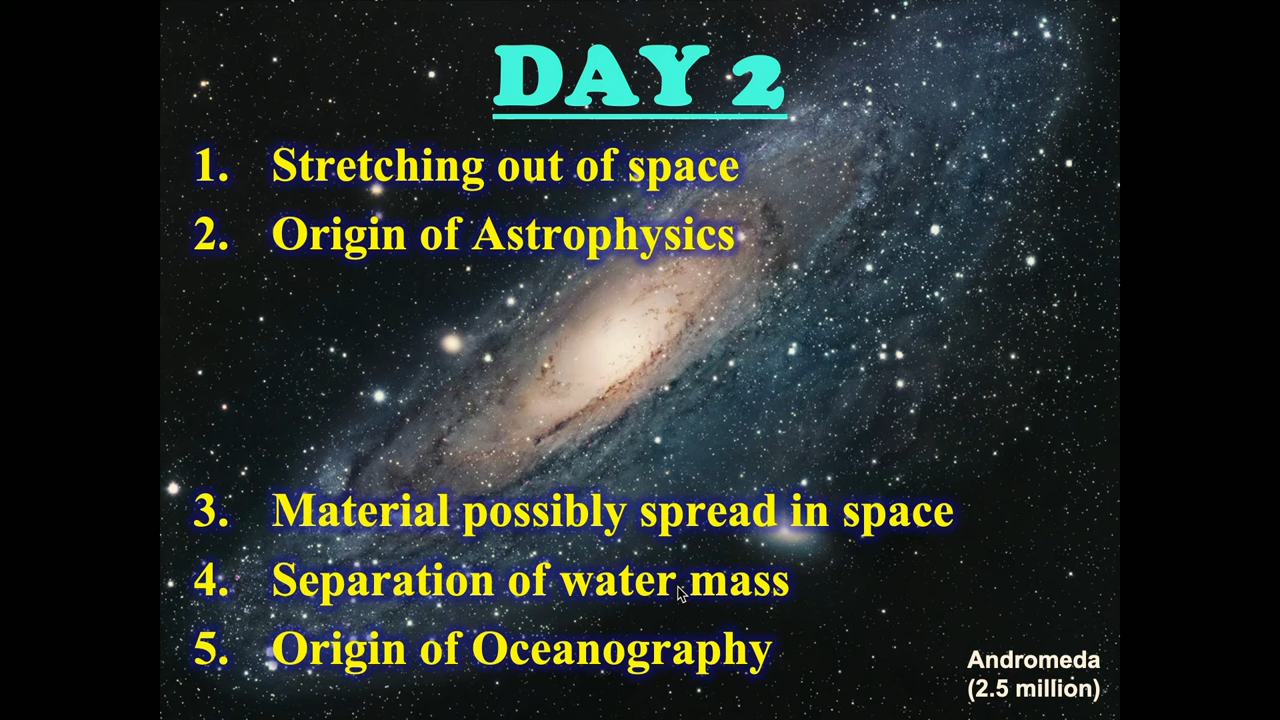 DAY 2
1. Stretching out of space
2. Origin of Astrophysics
3. Material possibly spread in space
4. Separation of water mass
5. Origin of Oceanography
Andromeda
(2.5 million)